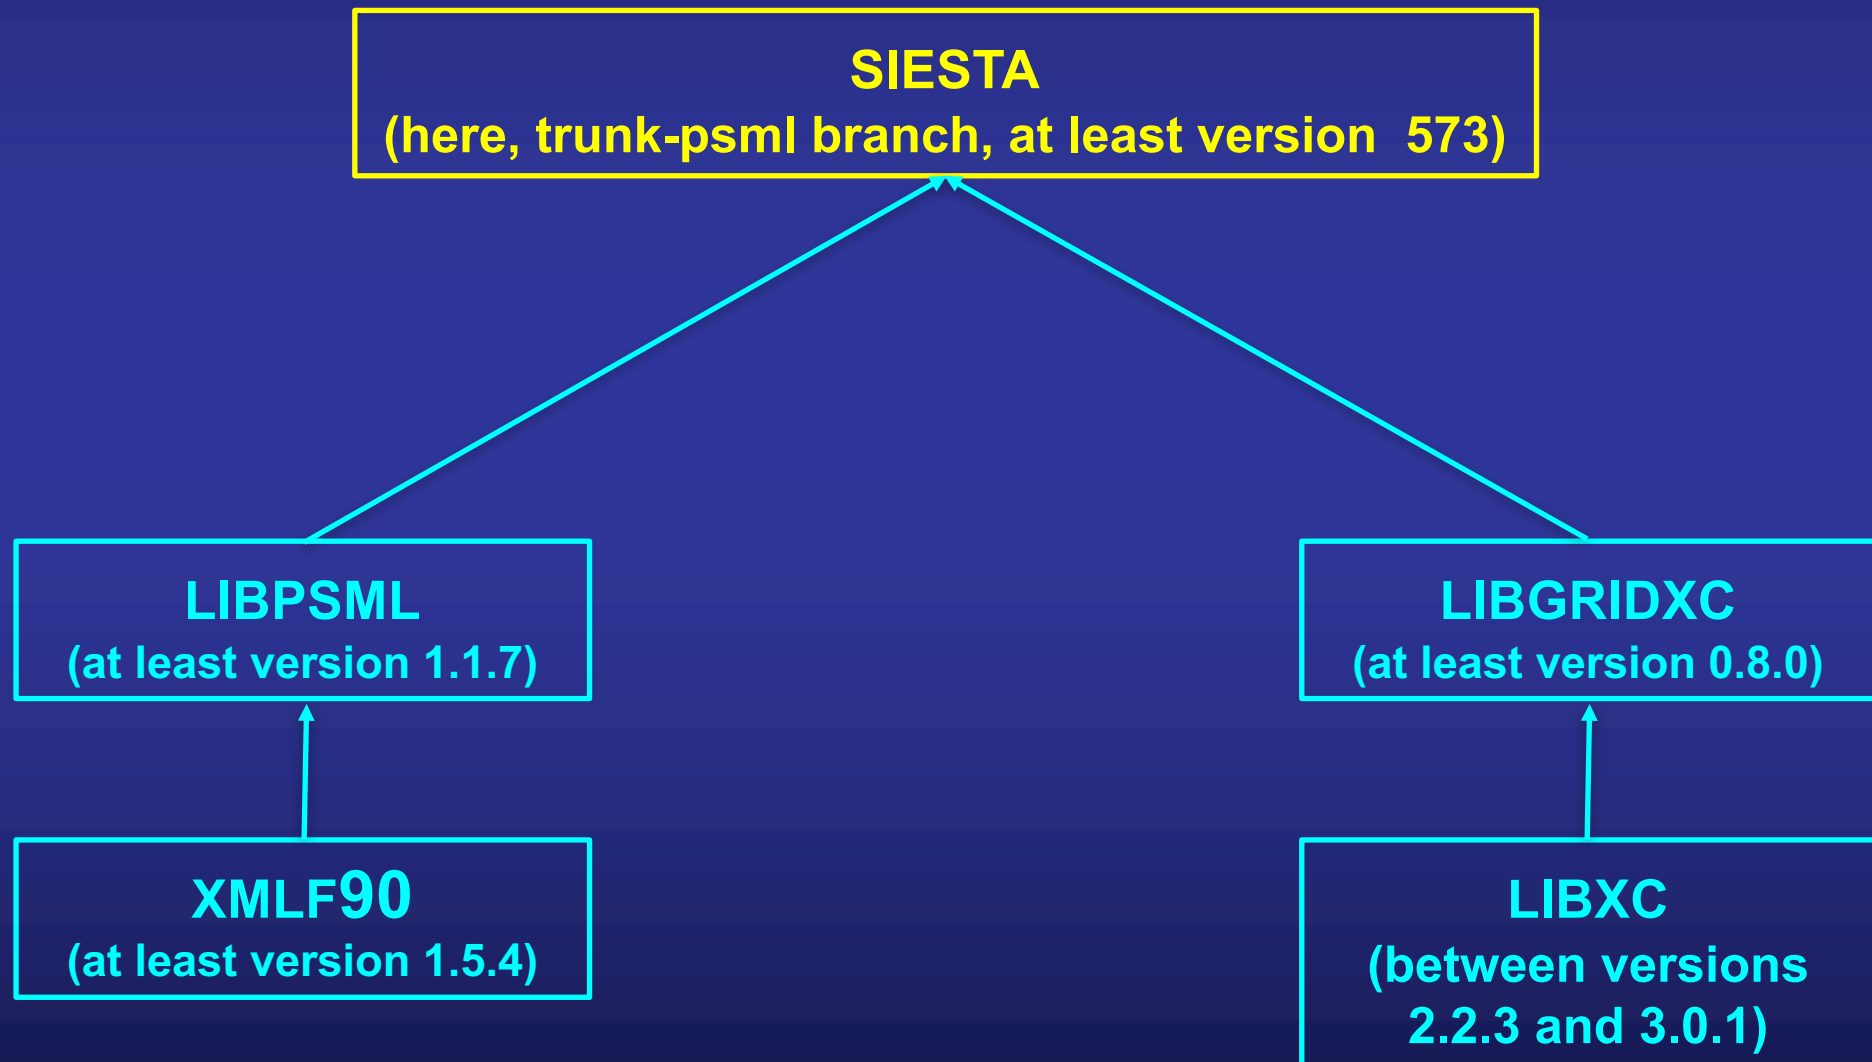 SIESTA
(here, trunk-psml branch, at least version 573)
LIBPSML
(at least version 1.1.7)
LIBGRIDXC
(at least version 0.8.0)
XMLF90
(at least version 1.5.4)
LIBXC
(between versions
2.2.3 and 3.0.1)